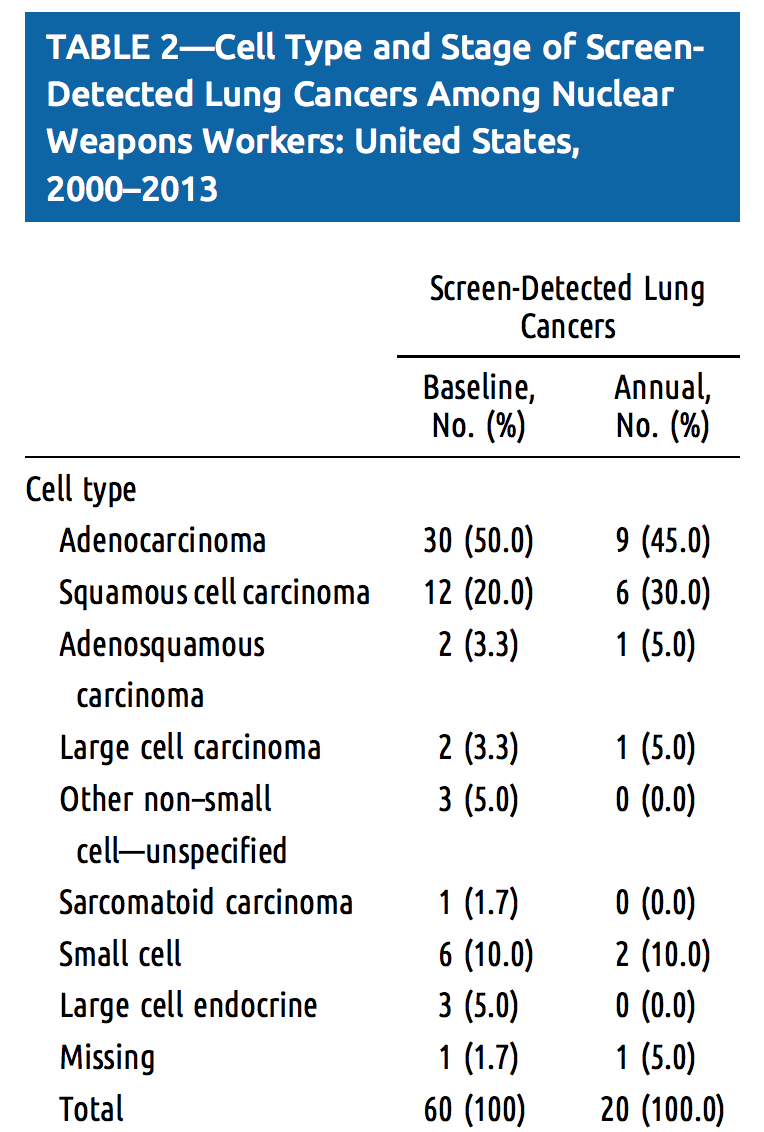 TABLE 2—Cell Type and Stage of Screen-
Detected Lung Cancers Among Nuclear
Weapons Workers: United States,
2000–2013
Screen-Detected Lung
Cancers
Baseline, Annual,
No. (%) No. (%)
Cell type
Adenocarcinoma 30 (50.0) 9 (45.0)
Squamous cell carcinoma 12 (20.0) 6 (30.0)
Adenosquamous 2 (3.3) 1 (5.0)
carcinoma
Large cell carcinoma 2 (3.3) 1 (5.0)
Other non–small 3 (5.0) 0 (0.0)
cell—unspecified
Sarcomatoid carcinoma 1 (1.7) 0 (0.0)
Small cell 6 (10.0) 2 (10.0)
Large cell endocrine 3 (5.0) 0 (0.0)
Missing 1 (1.7) 1 (5.0)
Total 60 (100) 20 (100.0)